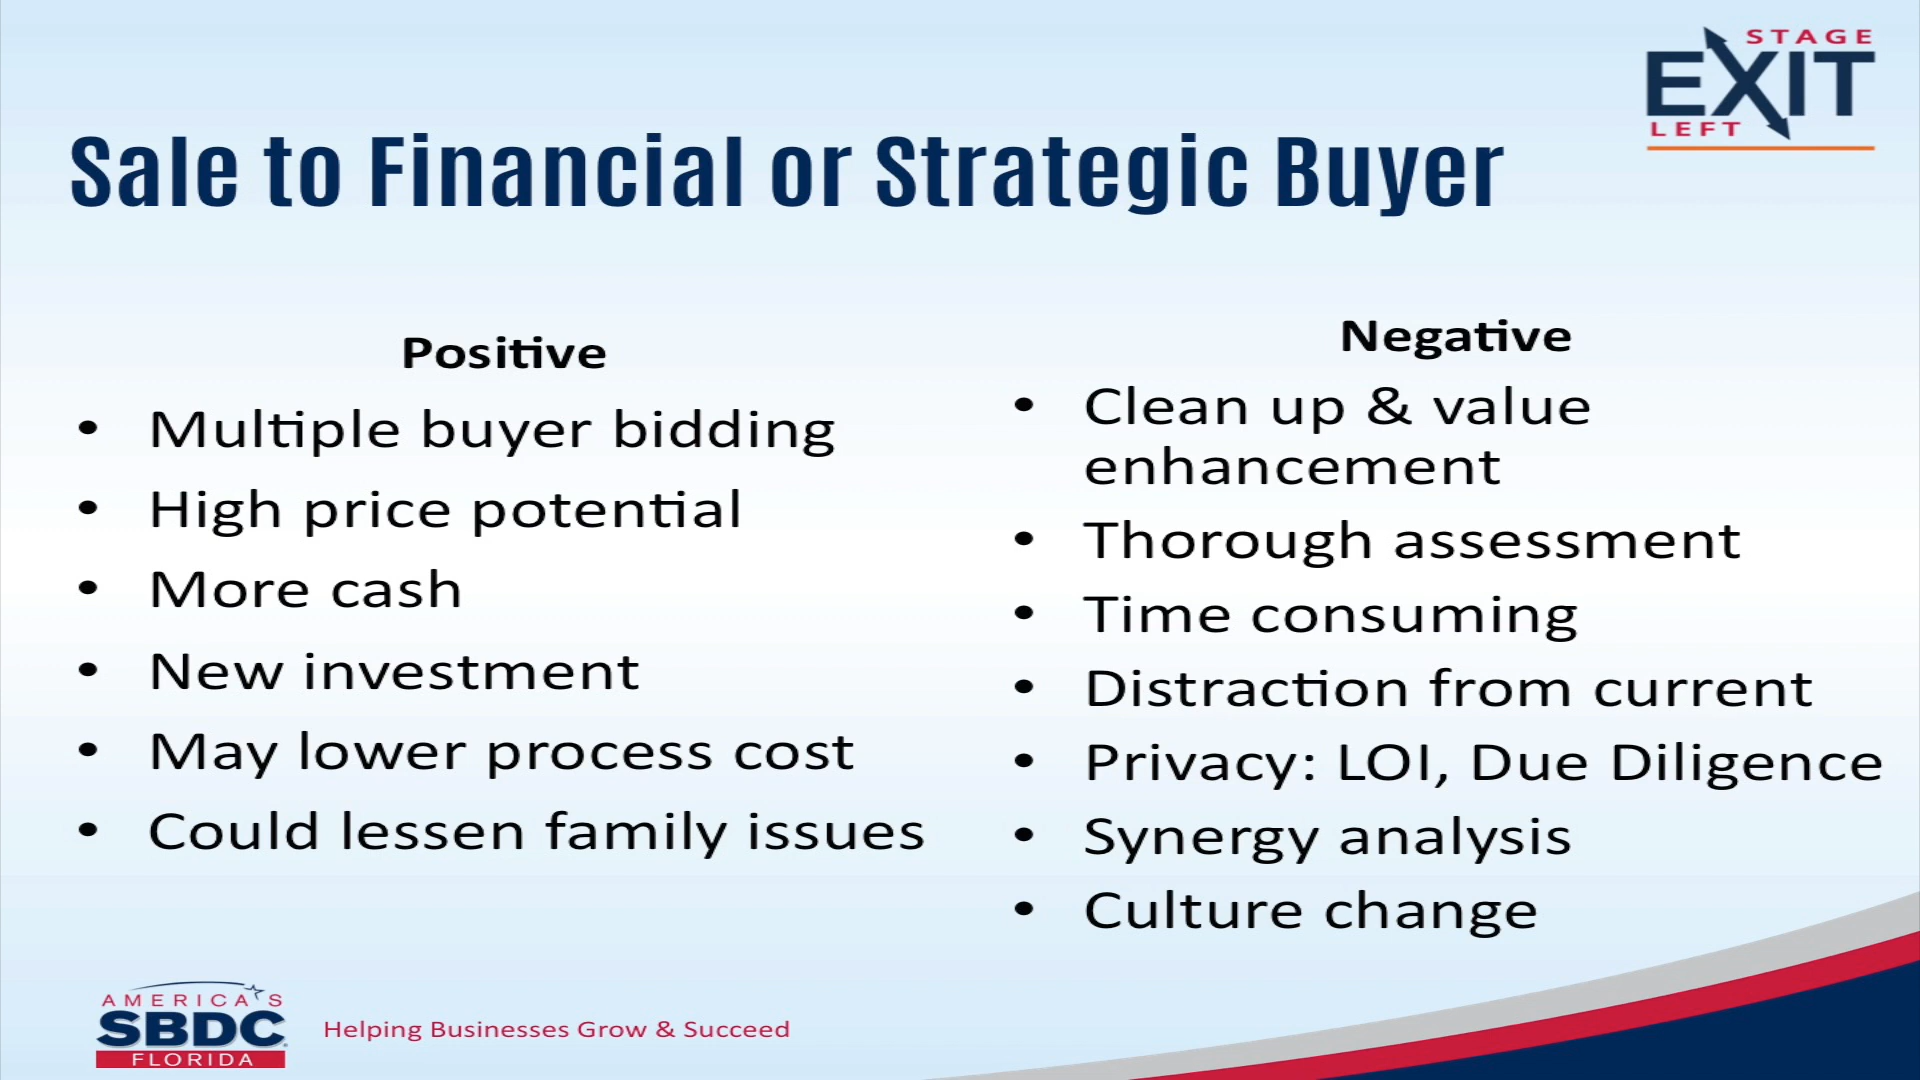 STAGE
EXIT
LEFT
Sale to Financial or Strategic Buyer
Positive
• Multiple buyer bidding
• High price potential
• More cash
• New investment
• May lower process cost
• Could lessen family issues
Negative
• Clean up & value
enhancement
• Thorough assessment
• Time consuming
• Distraction from current
• Privacy: LOI, Due Diligence
• Synergy analysis
• Culture change
AMERICA'S
SBDC
FLORIDA
Helping Businesses Grow & Succeed